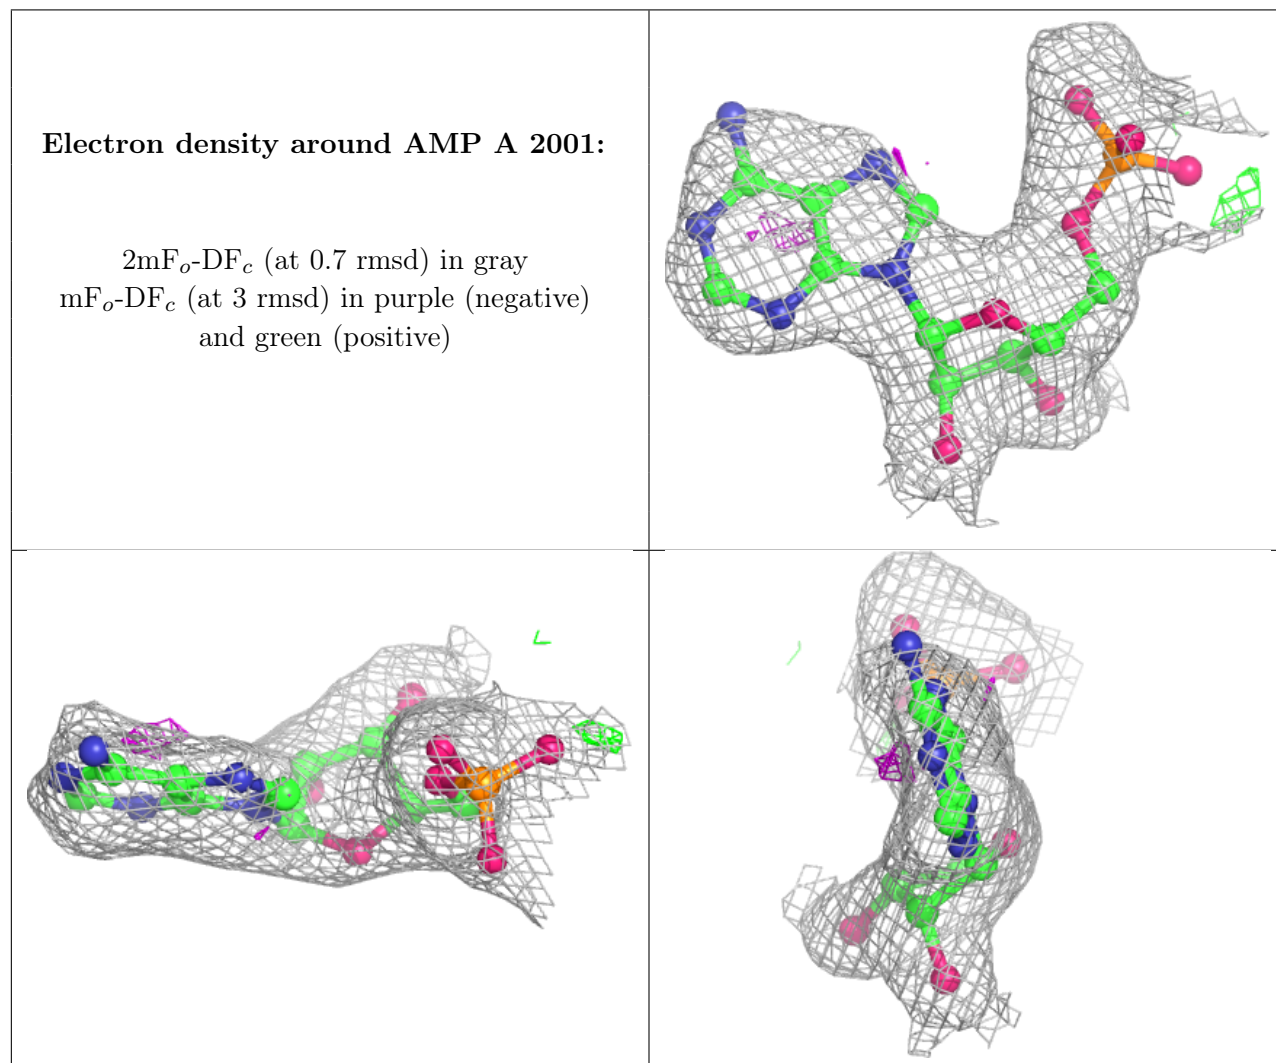 Electron density around AMP A 2001:
2mFo-DFc (at 0.7 rmsd) in gray
mFo-DFc (at 3 rmsd) in purple (negative)
and green (positive)